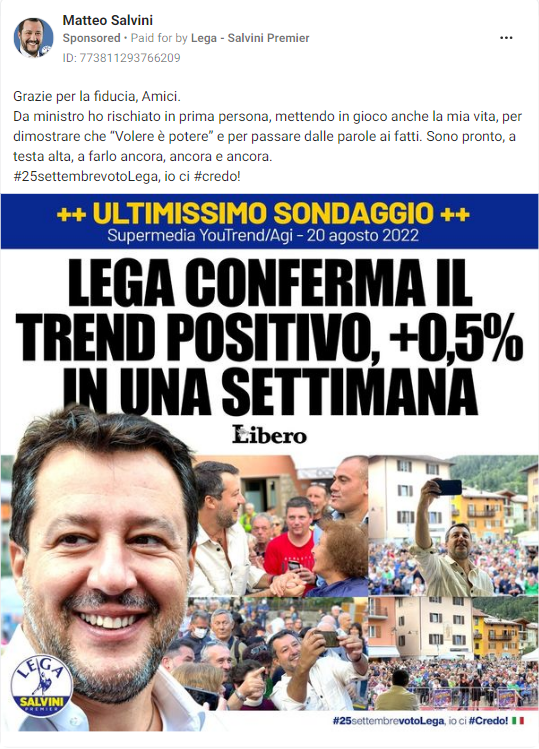 Matteo Salvini
Sponsored • Paid for by Lega - Salvini Premier
ID: 773811293766209
Grazie per la fiducia, Amici.
Da ministro ho rischiato in prima persona, mettendo in gioco anche la mia vita, per
dimostrare che “Volere è potere” e per passare dalle parole ai fatti. Sono pronto, a
testa alta, a farlo ancora, ancora e ancora.
#25settembrevotoLega, io ci #credo!
++ ULTIMISSIMO SONDAGGIO ++
Supermedia YouTrend/Agi - 20 agosto 2022
LEGA CONFERMA IL
TREND POSITIVO, +0,5%
IN UNA SETTIMANA
Libero
LEGA
SALVINI
PREMIER
#25settembrevotoLega, io ci #Credo!